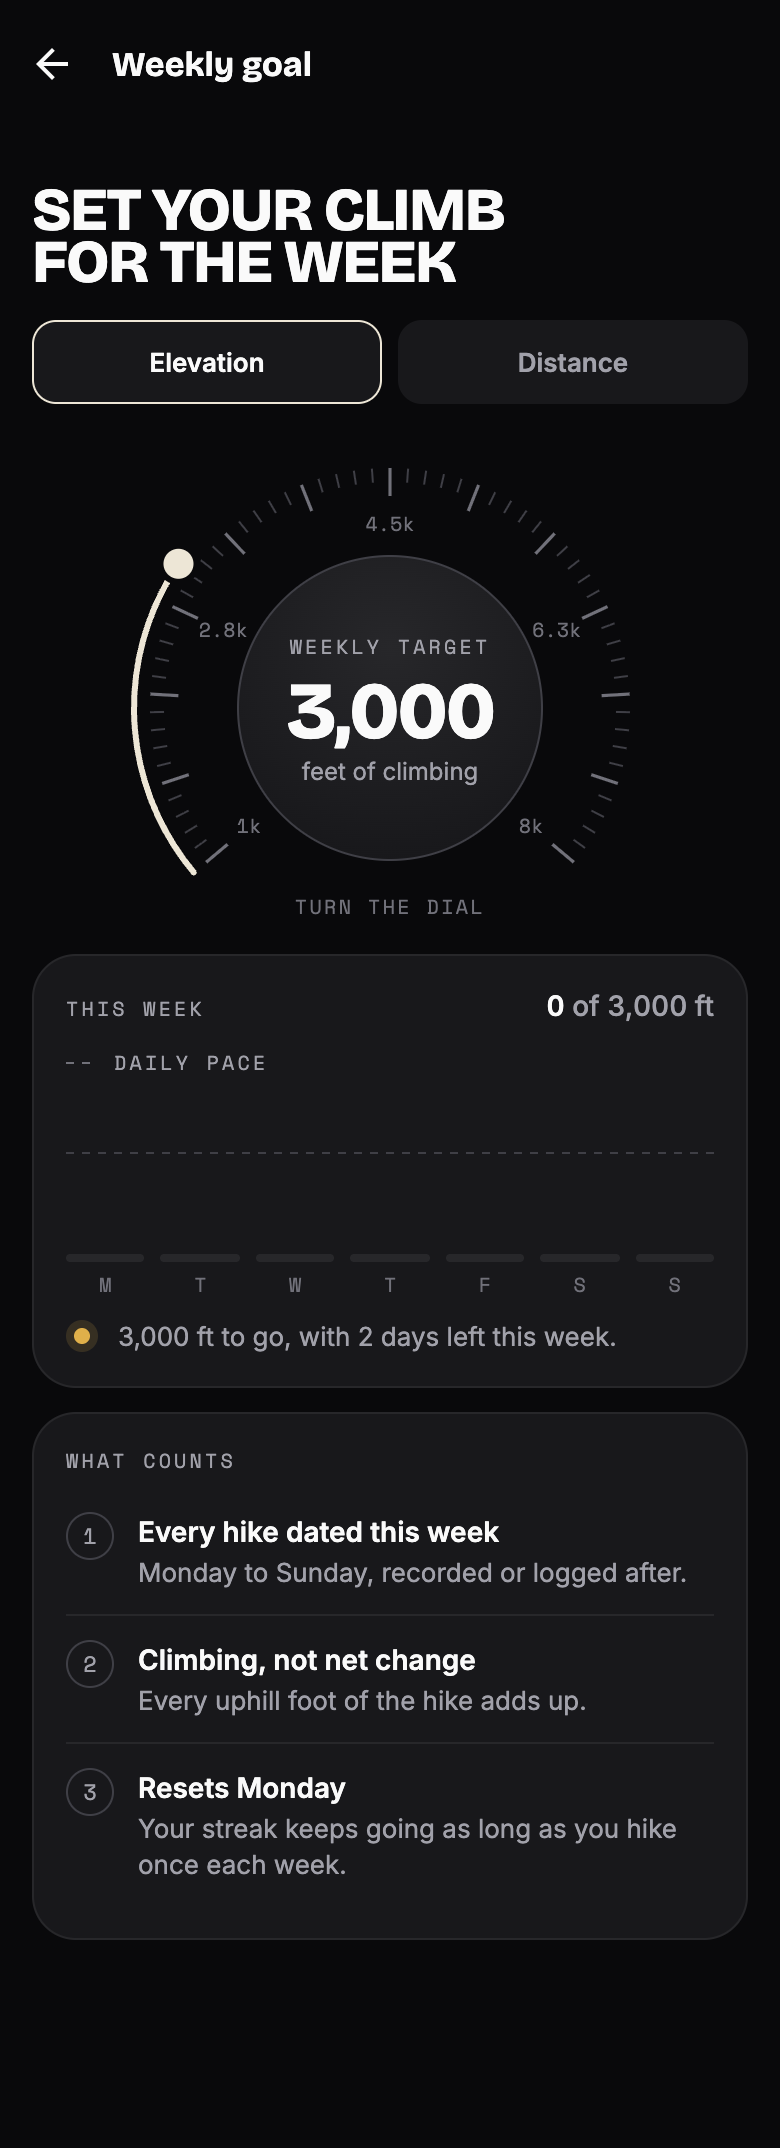 Weekly goal
SET YOUR CLIMB
FOR THE WEEK
Elevation
Distance
4.5k
2.8k
6.3k
WEEKLY TARGET
3,000
feet of climbing
1k
8k
TURN THE DIAL
THIS WEEK
0 of 3,000 ft
-- DAILY PACE
M T W T F S S
3,000 ft to go, with 2 days left this week.
WHAT COUNTS
1
Every hike dated this week
Monday to Sunday, recorded or logged after.
2
Climbing, not net change
Every uphill foot of the hike adds up.
3
Resets Monday
Your streak keeps going as long as you hike
once each week.